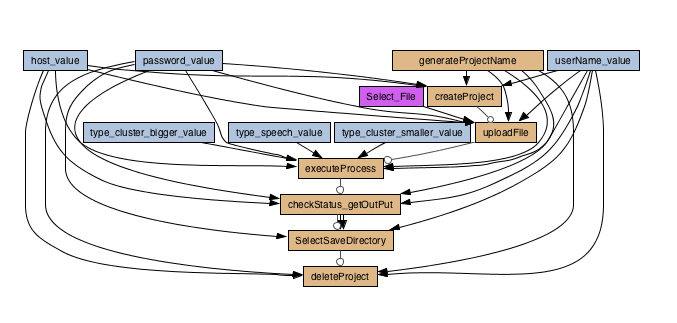 host_value
password_value
generateProjectName
userName_value
Select_File
createProject
type_cluster_bigger_value
type_speech_value
type_cluster_smaller_value
uploadFile
executeProcess
checkStatus_getOutPut
SelectSaveDirectory
deleteProject